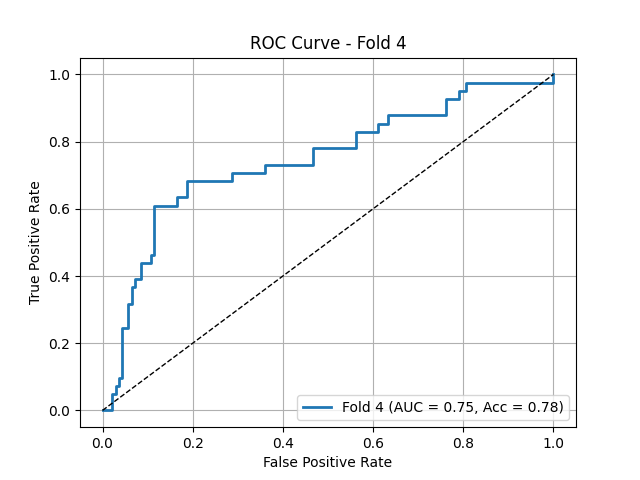 ROC Curve - Fold 4
1.0
0.8
0.6
0.4
0.2
0.0
True Positive Rate
Fold 4 (AUC = 0.75, Acc = 0.78)
0.0 0.2 0.4 0.6 0.8 1.0
False Positive Rate